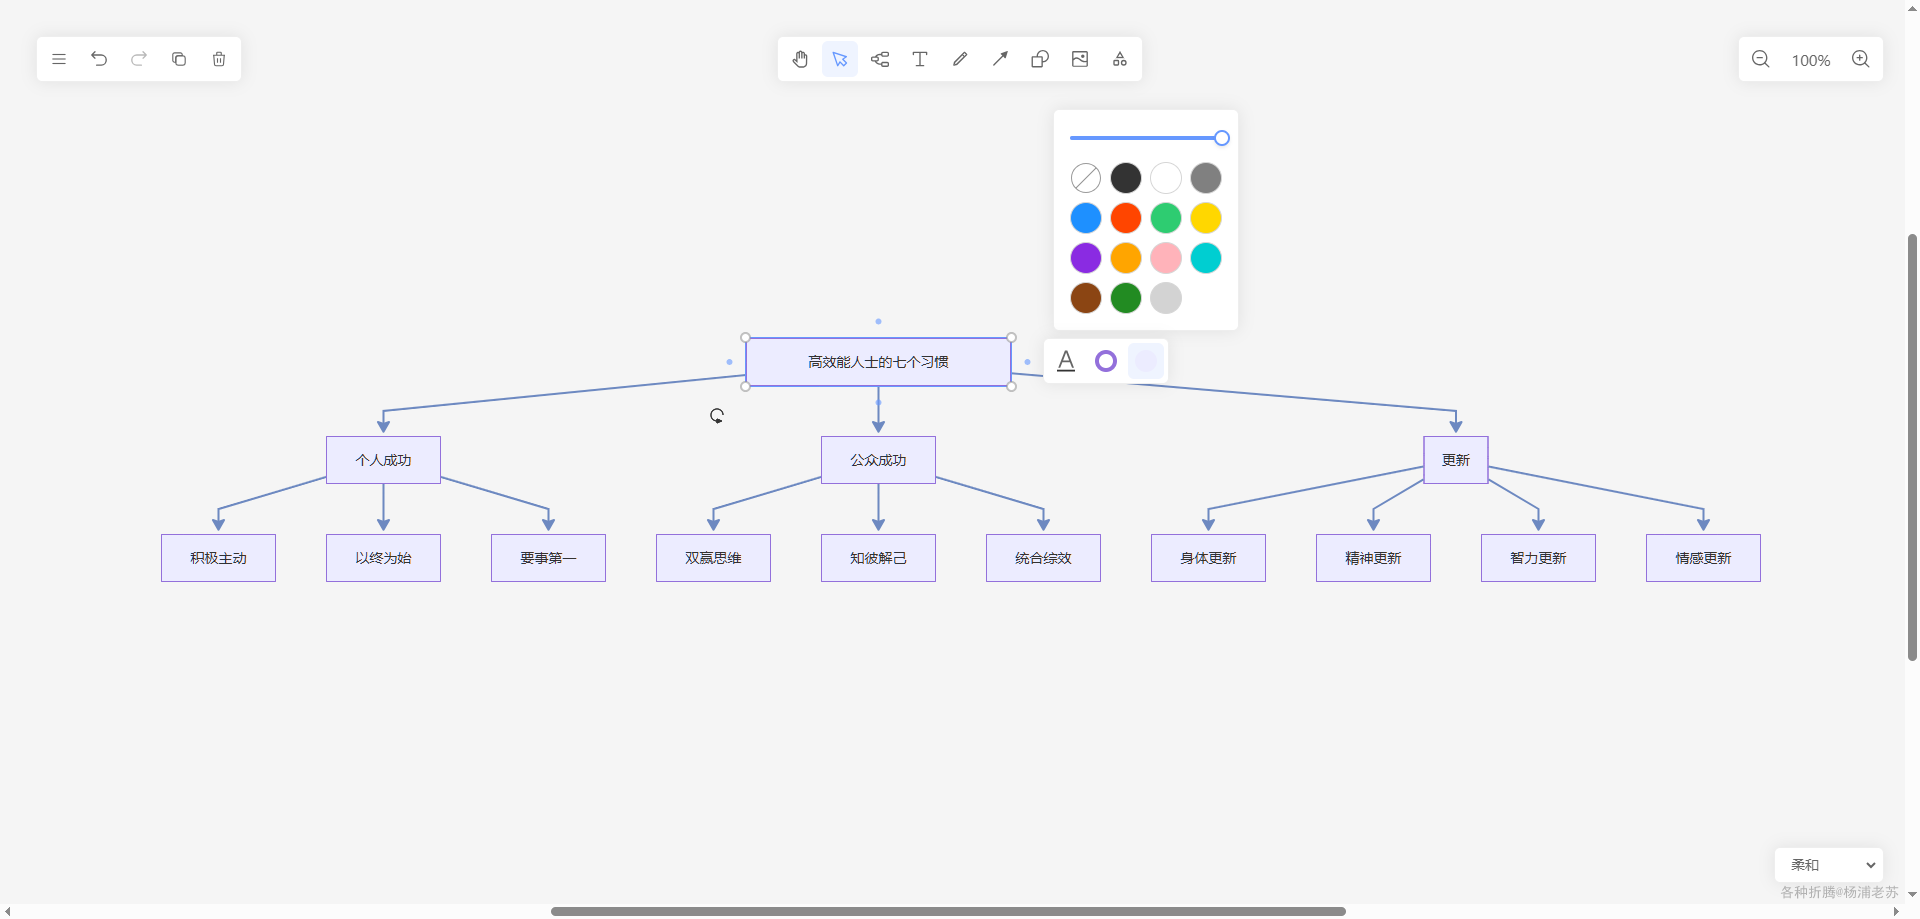 100%
高效能人士的七个习惯
个人成功
公众成功
更新
积极主动
以终为始
要事第一
双赢思维
知彼解己
统合综效
身体更新
精神更新
智力更新
情感更新
柔和
各种折腾@杨浦老苏